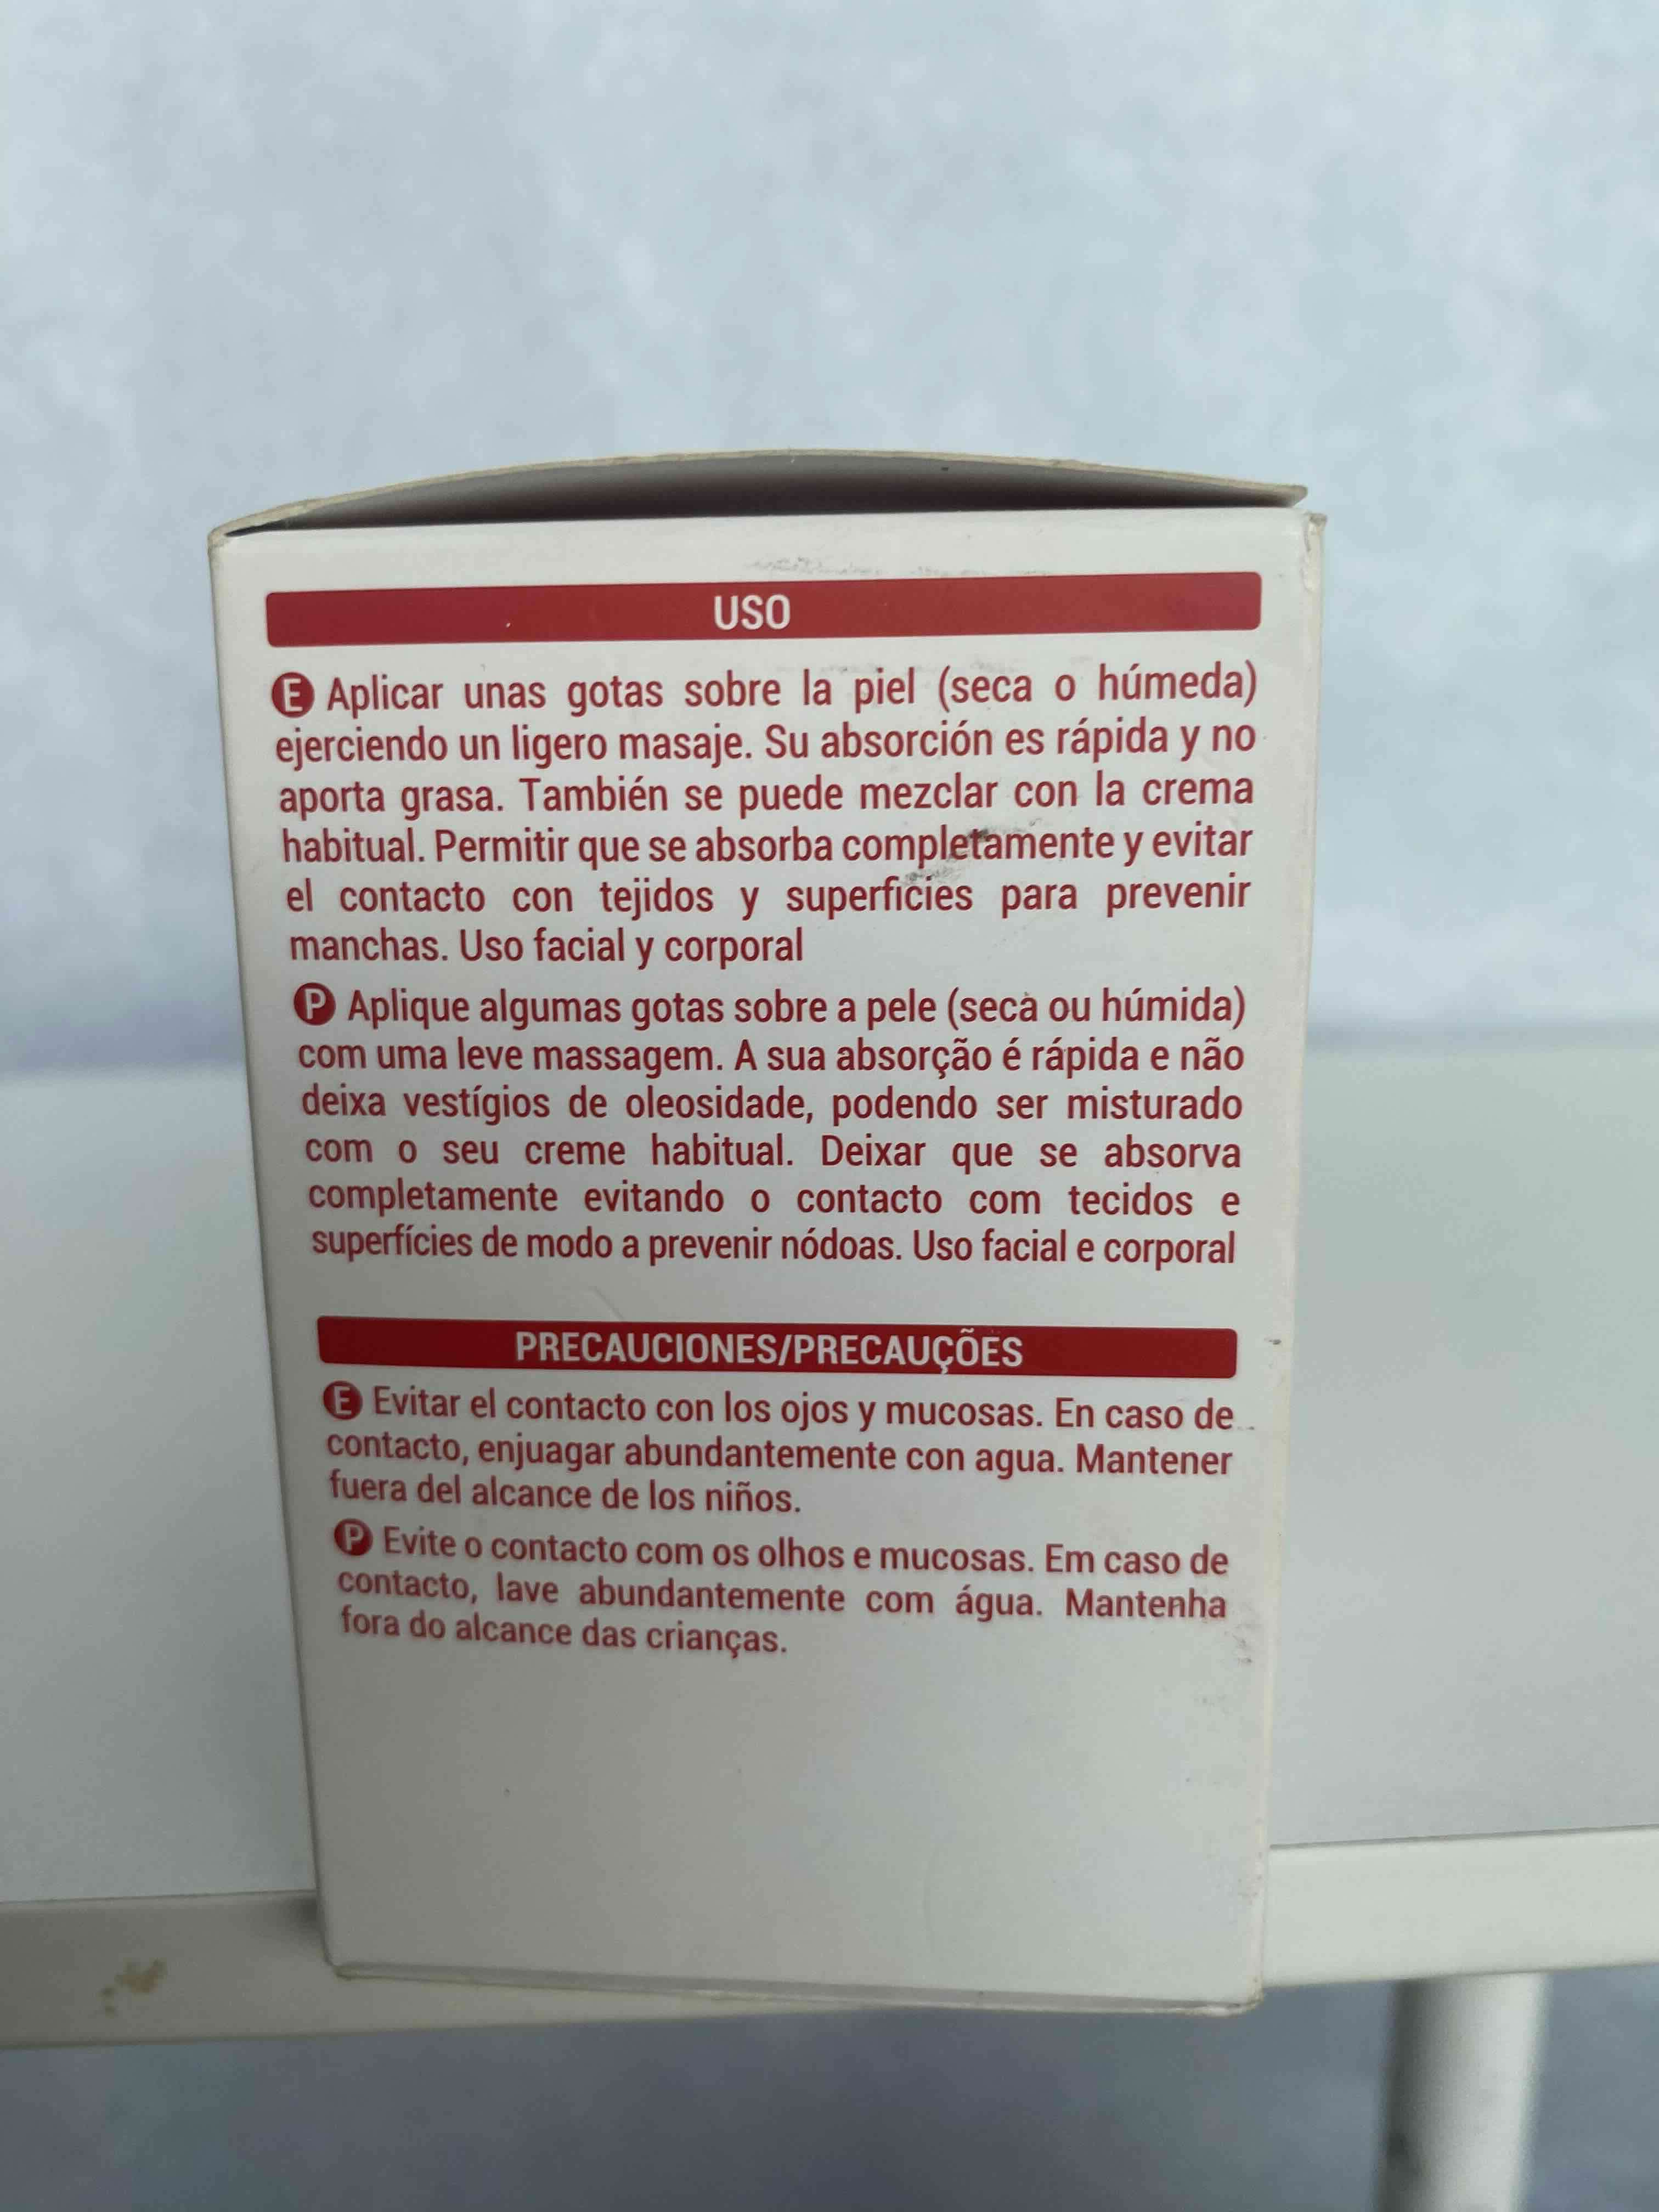 USO
E Aplicar unas gotas sobre la piel (seca o húmeda)
ejerciendo un ligero masaje. Su absorción es rápida y no
aporta grasa. También se puede mezclar con la crema
habitual. Permitir que se absorba completamente y evitar
el contacto con tejidos y superficies para prevenir
manchas. Uso facial y corporal
P Aplique algumas gotas sobre a pele (seca ou húmida)
com uma leve massagem. A sua absorção é rápida e não
deixa vestígios de oleosidade, podendo ser misturado
com o seu creme habitual. Deixar que se absorva
completamente evitando o contacto com tecidos e
superfícies de modo a prevenir nódoas. Uso facial e corporal
PRECAUCIONES/PRECAUÇÕES
E Evitar el contacto con los ojos y mucosas. En caso de
contacto, enjuagar abundantemente con agua. Mantener
fuera del alcance de los niños.
P Evite o contacto com os olhos e mucosas. Em caso de
contacto, lave abundantemente com água. Mantenha
fora do alcance das crianças.